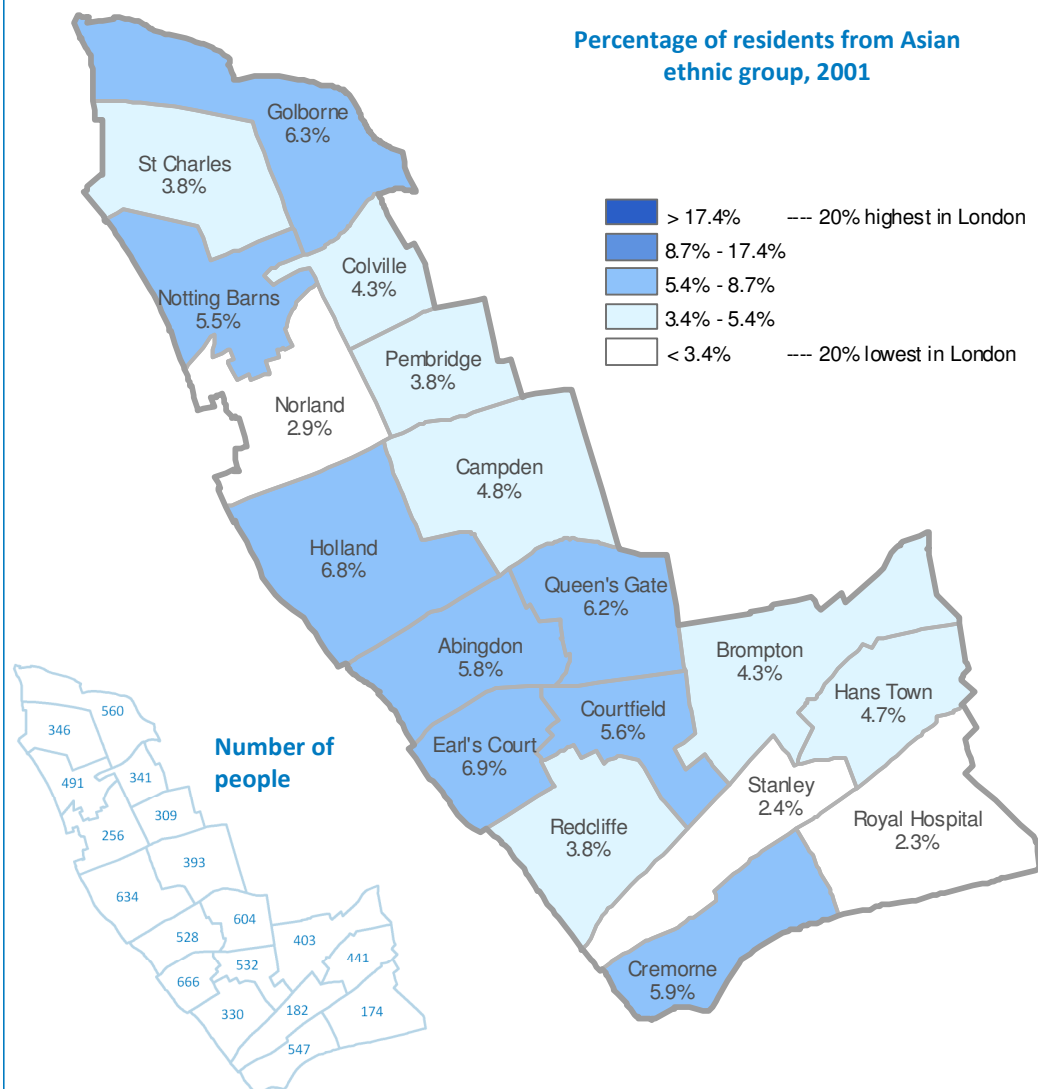 Percentage of residents from Asian
ethnic group, 2001
> 17.4% ---- 20% highest in London
8.7% - 17.4%
5.4% - 8.7%
3.4% - 5.4%
< 3.4% ---- 20% lowest in London
Golborne
6.3%
St Charles
3.8%
Colville
4.3%
Notting Barns
5.5%
Pembridge
3.8%
Norland
2.9%
Campden
4.8%
Holland
6.8%
Queen's Gate
6.2%
Abingdon
5.8%
Brompton
4.3%
Hans Town
4.7%
Courtfield
5.6%
Earl's Court
6.9%
Stanley
2.4%
Royal Hospital
2.3%
Redcliffe
3.8%
Cremorne
5.9%
Number of
people
560
346
491
341
309
256
393
634
604
528
403
441
532
666
330
182
174
547